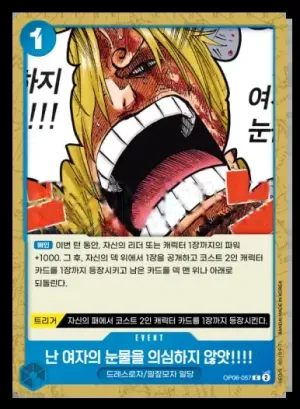 1
하지
!!!
여
눈
메인 이번 턴 동안, 자신의 리더 또는 캐릭터 1장까지의 파워
+1000. 그 후, 자신의 덱 위에서 1장을 공개하고 코스트 2인 캐릭터
카드를 1장까지 등장시키고 남은 카드를 덱 맨 위나 아래로
되돌린다.
트리거 자신의 패에서 코스트 2인 캐릭터 카드를 1장까지 등장시킨다.
EVENT
난 여자의 눈물을 의심하지 않앗!!!!
드레스로자/밀짚모자 일당
OP06-057